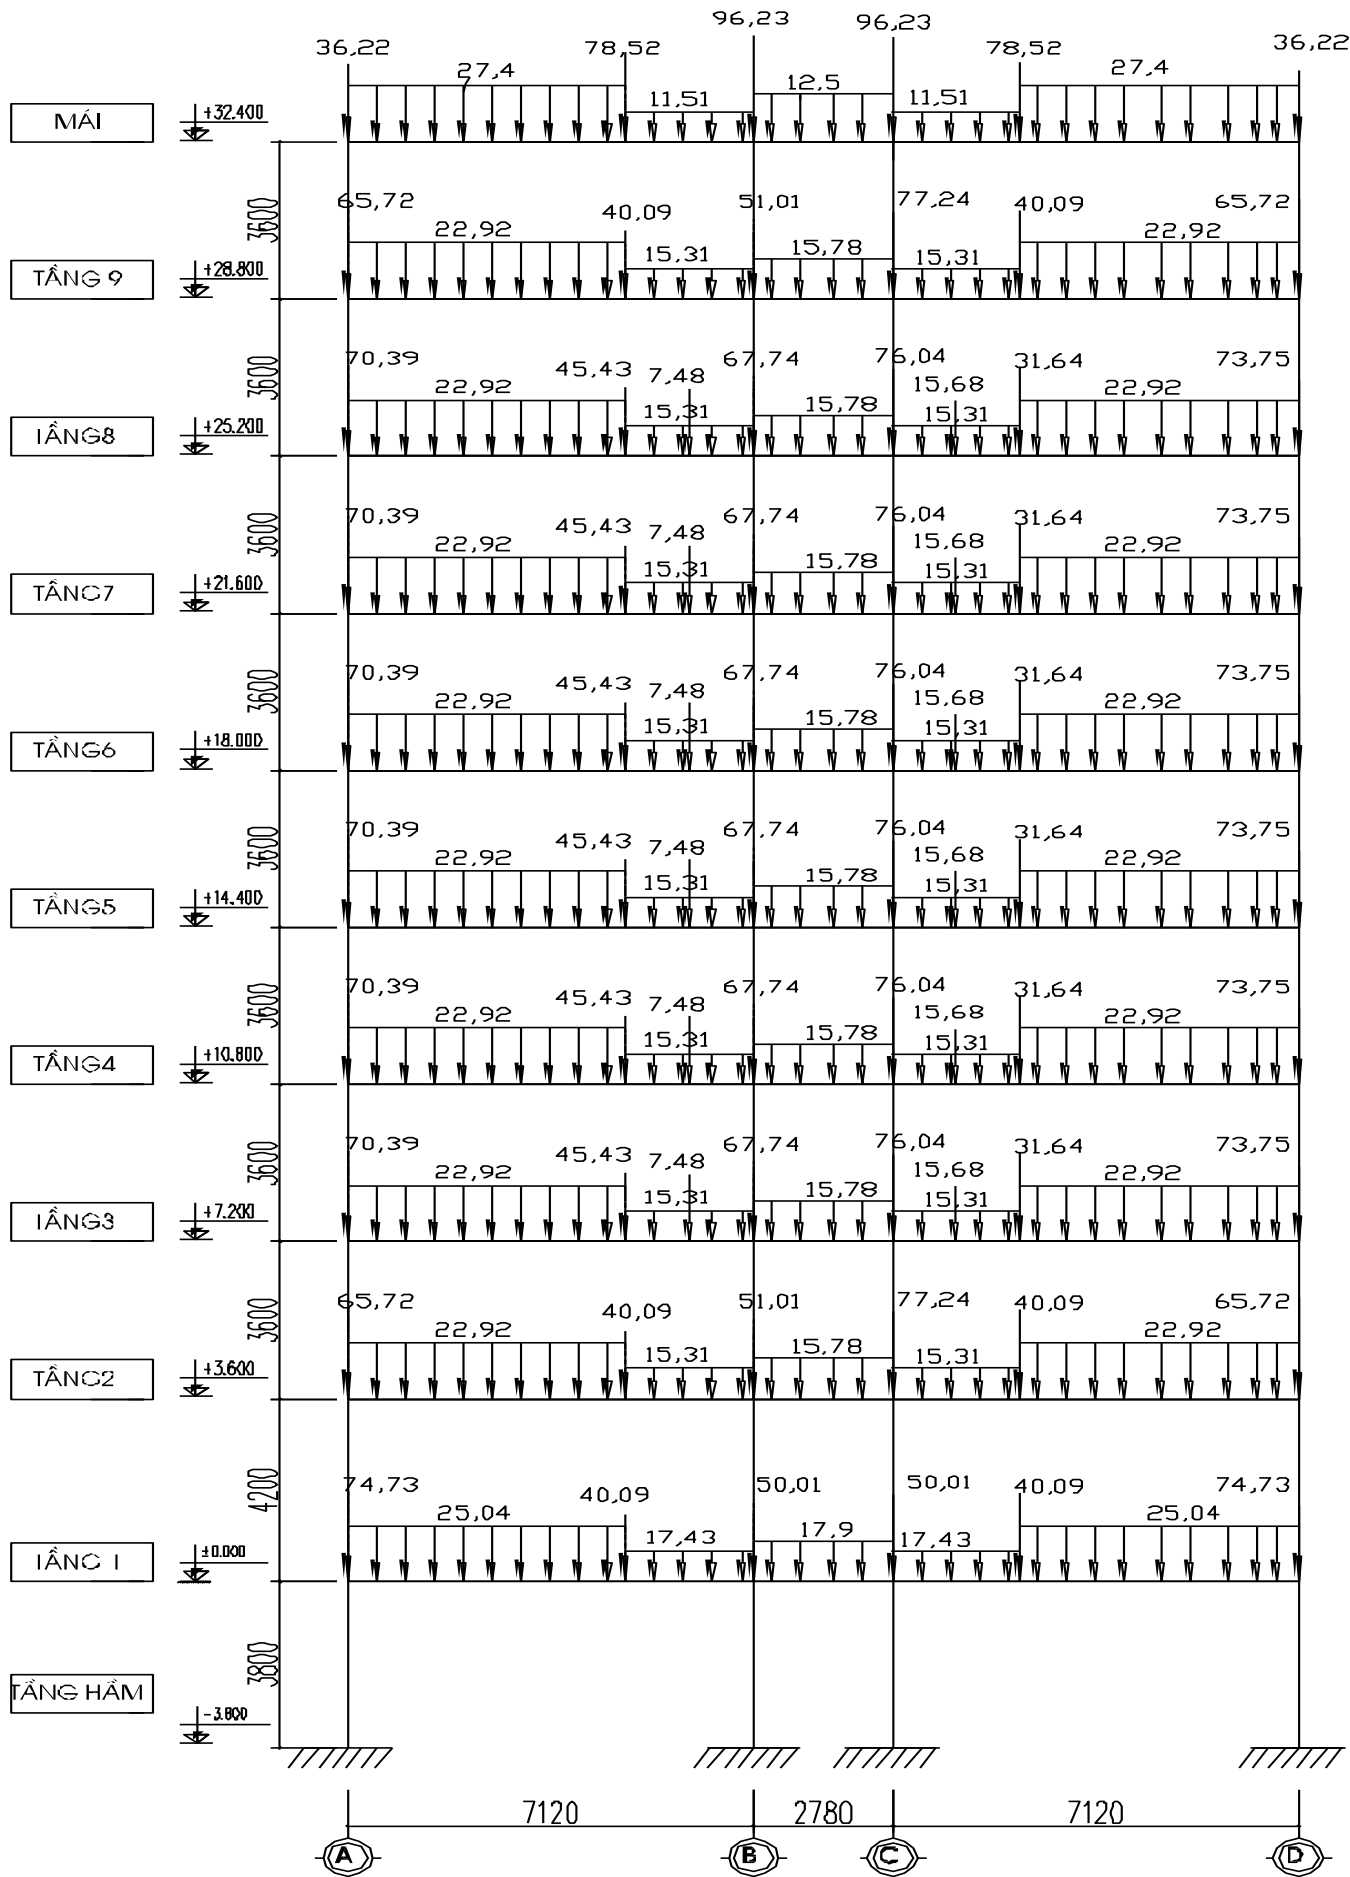 96,23 96,23
36,22 78,52 78,52 36,22
27,4 12,5 27,4
11,51 11,51
MÁI +32.400
3600 65,72 40,09 51,01 77,24 40,09 65,72
22,92 15,31 15,78 15,31 22,92
TẦNG 9 +28.800
3600 70,39 45,43 7,48 67,74 76,04 15,68 31,64 73,75
22,92 15,31 15,78 15,31 22,92
TẦNG8 +25.200
3600 70,39 45,43 7,48 67,74 76,04 15,68 31,64 73,75
22,92 15,31 15,78 15,31 22,92
TẦNG7 +21.600
3600 70,39 45,43 7,48 67,74 76,04 15,68 31,64 73,75
22,92 15,31 15,78 15,31 22,92
TẦNG6 +18.000
3600 70,39 45,43 7,48 67,74 76,04 15,68 31,64 73,75
22,92 15,31 15,78 15,31 22,92
TẦNG5 +14.400
3600 70,39 45,43 7,48 67,74 76,04 15,68 31,64 73,75
22,92 15,31 15,78 15,31 22,92
TẦNG4 +10.800
3600 70,39 45,43 7,48 67,74 76,04 15,68 31,64 73,75
22,92 15,31 15,78 15,31 22,92
TẦNG3 +7.200
3600 65,72 40,09 51,01 77,24 40,09 65,72
22,92 15,31 15,78 15,31 22,92
TẦNG2 +3.600
4200 74,73 40,09 50,01 50,01 40,09 74,73
25,04 17,43 17,9 17,43 25,04
TẦNG 1 ±0.000
3800
TẦNG HẦM -3.800
7120 2780 7120
A B C D